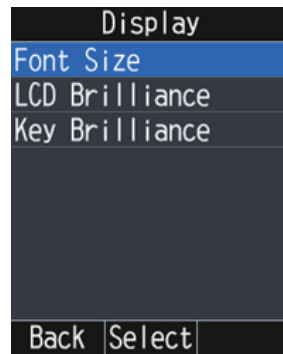 Display
Font Size
LCD Brilliance
Key Brilliance
Back Select